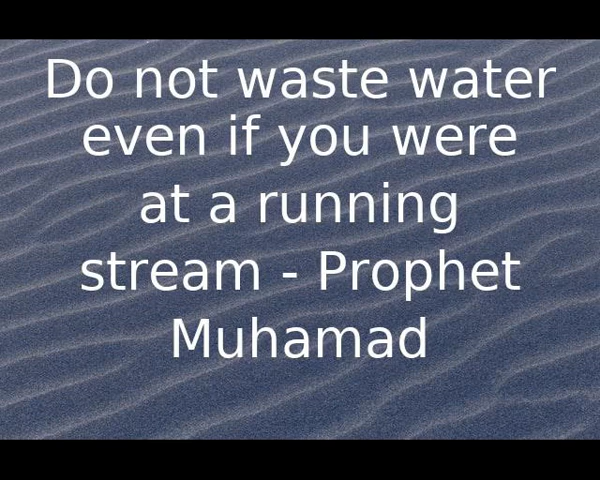 Do not waste water
even if you were
at a running
stream - Prophet
Muhamad